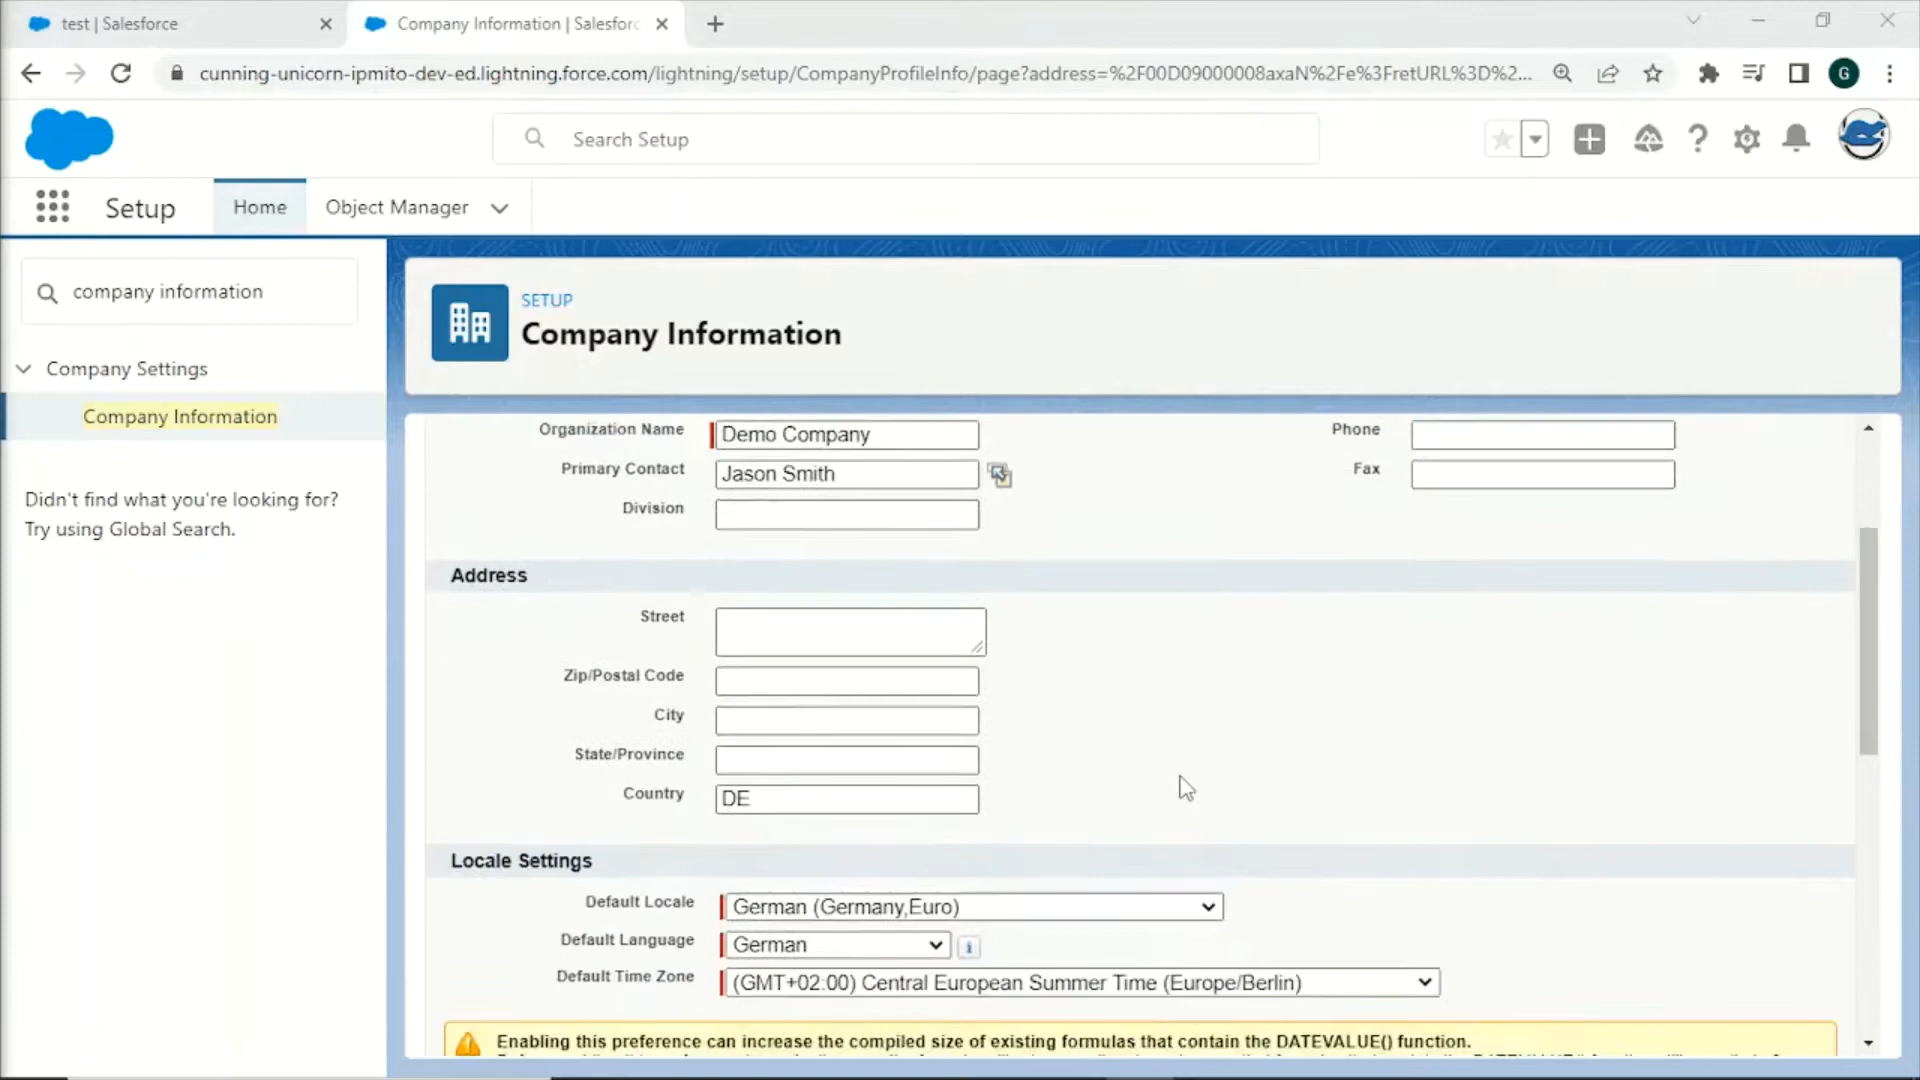 test | Salesforce
Company Information | Salesforc
cunning-unicorn-ipmito-dev-ed.lightning.force.com/lightning/setup/CompanyProfileInfo/page?address=%2F00D09000008axaN%2Fe%3FretURL%3D%2...
G
Search Setup
Setup
Home
Object Manager
company information
Company Settings
Company Information
Didn't find what you're looking for?
Try using Global Search.
SETUP
Company Information
Organization Name
Demo Company
Phone
Primary Contact
Jason Smith
Fax
Division
Address
Street
Zip/Postal Code
City
State/Province
Country
DE
Locale Settings
Default Locale
German (Germany,Euro)
Default Language
German
Default Time Zone
(GMT+02:00) Central European Summer Time (Europe/Berlin)
Enabling this preference can increase the compiled size of existing formulas that contain the DATEVALUE() function.